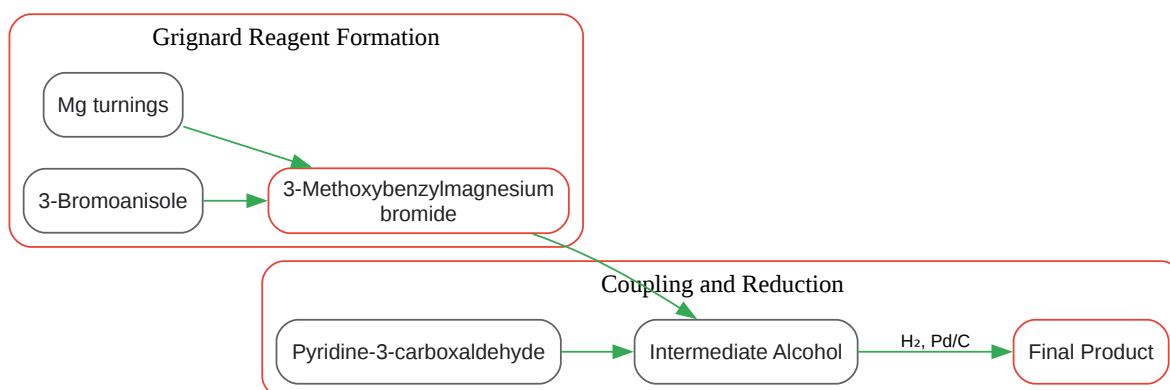 Grignard Reagent Formation
Mg turnings
3-Bromoanisole
3-Methoxybenzylmagnesium
bromide
Coupling and Reduction
Pyridine-3-carboxaldehyde
Intermediate Alcohol
H₂, Pd/C
Final Product